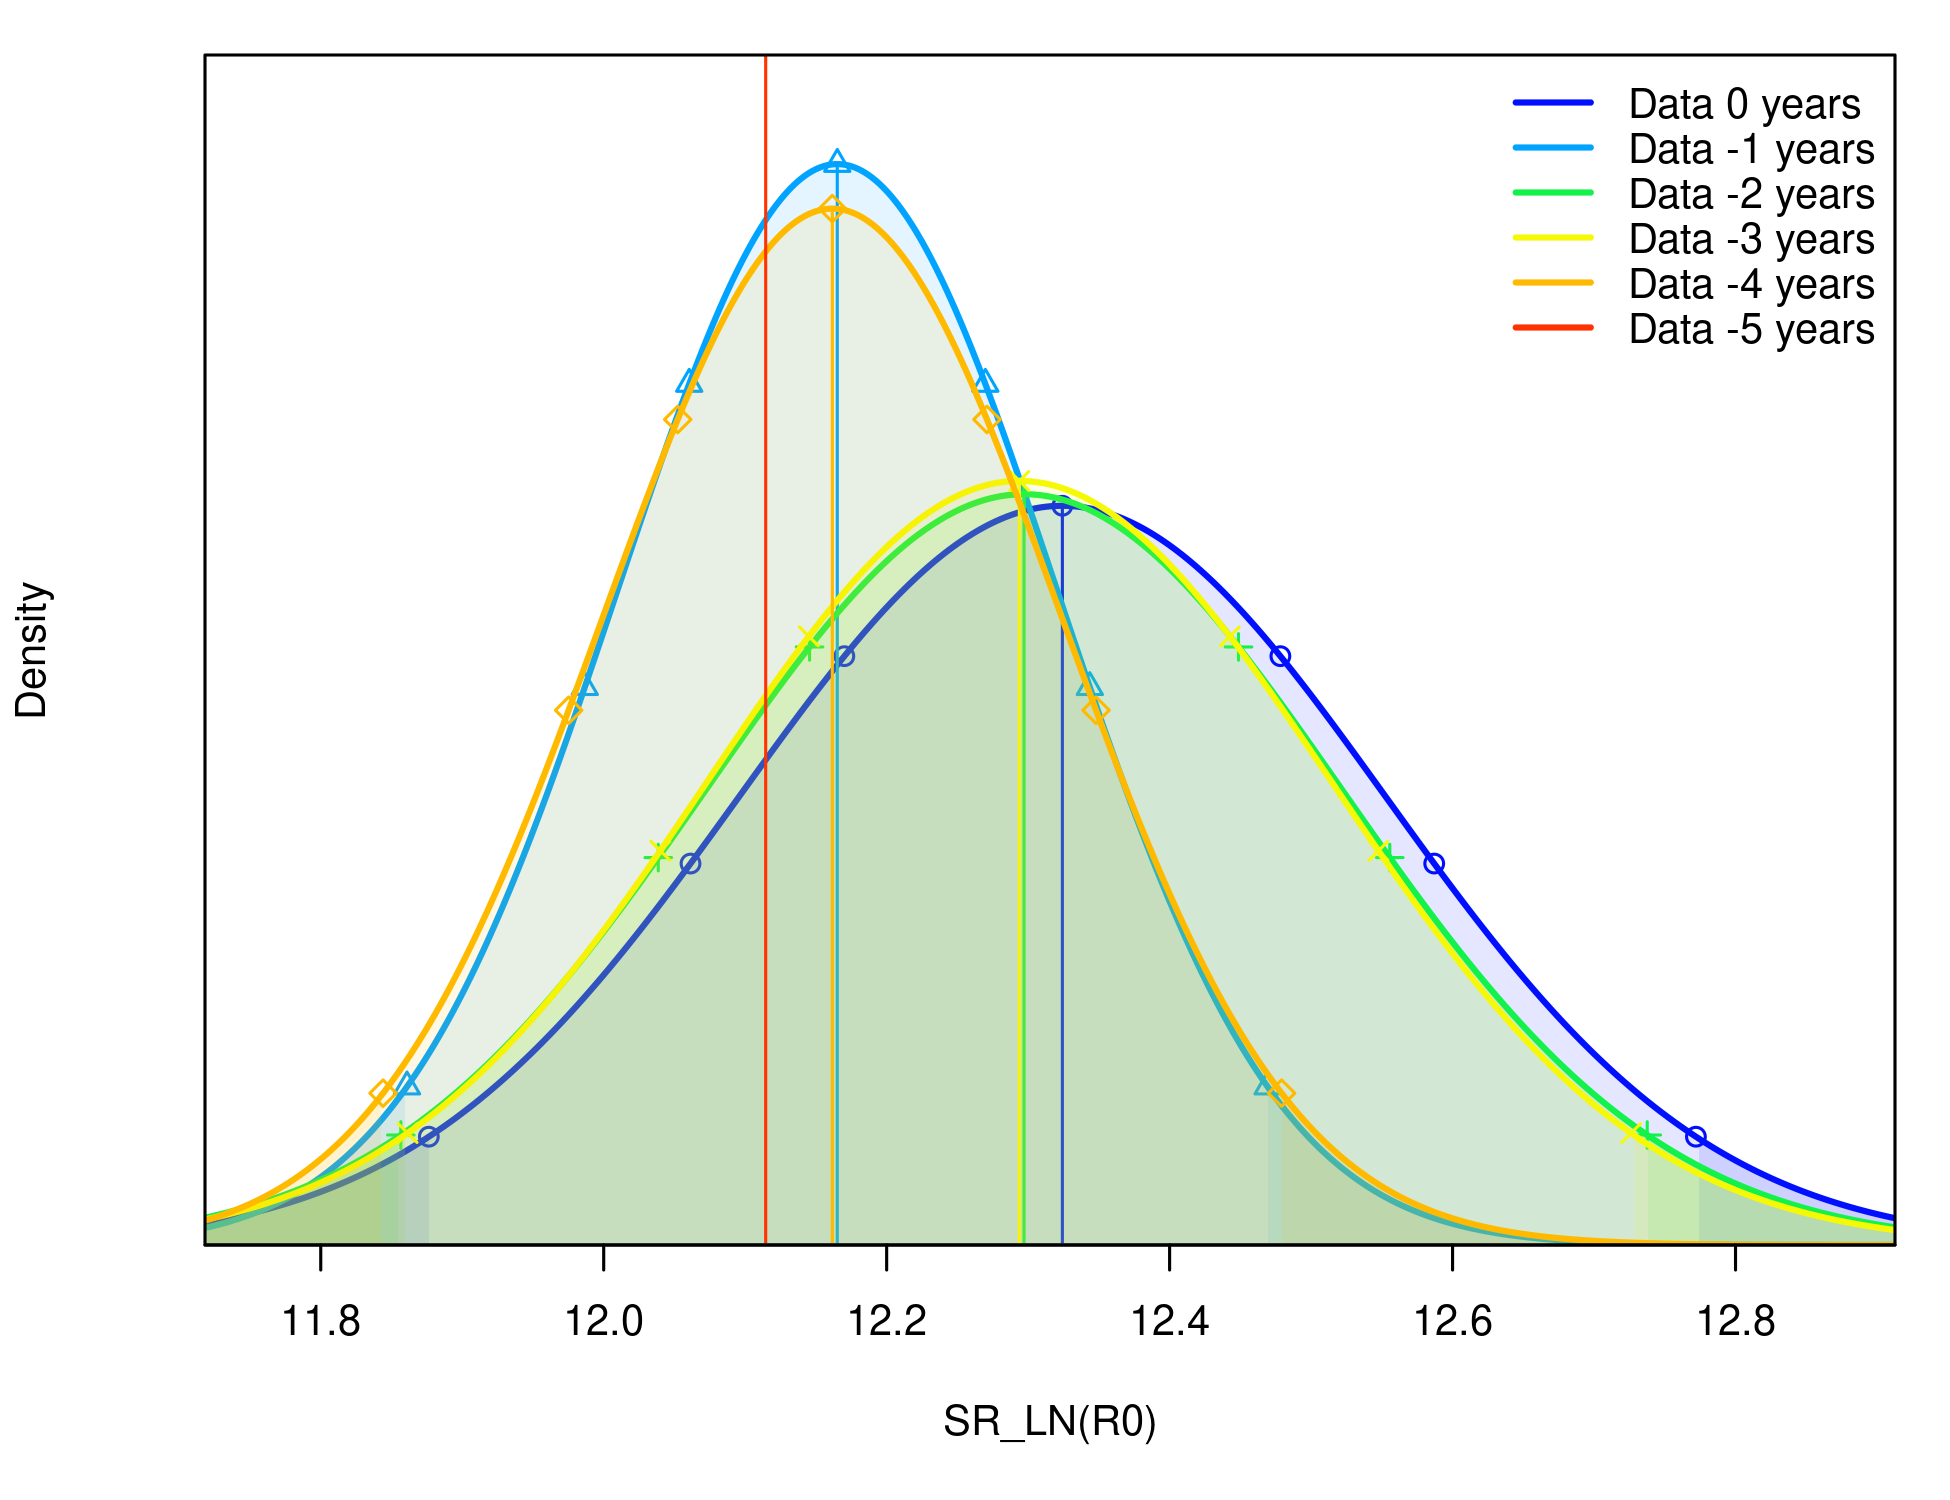 Data 0 years
Data -1 years
Data -2 years
Data -3 years
Data -4 years
Data -5 years
Density
11.8 12.0 12.2 12.4 12.6 12.8
SR_LN(R0)